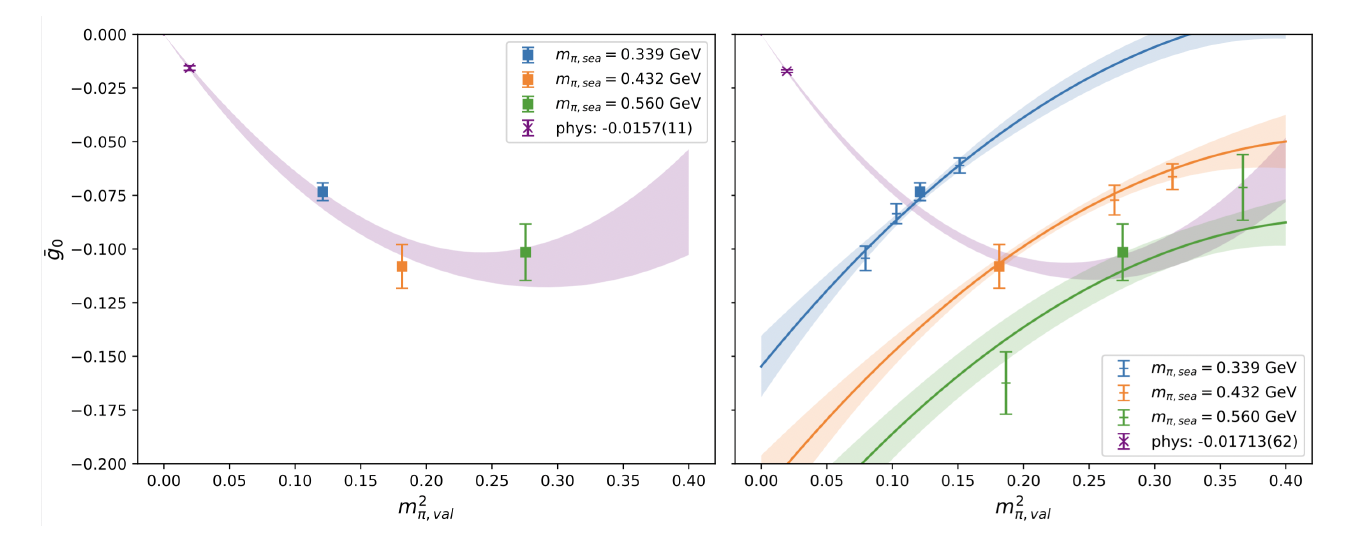 0.000
−0.025
−0.050
−0.075
−0.100
−0.125
−0.150
−0.175
−0.200
ḡ₀
m_{π, sea} = 0.339 GeV
m_{π, sea} = 0.432 GeV
m_{π, sea} = 0.560 GeV
phys: -0.0157(11)
0.00 0.05 0.10 0.15 0.20 0.25 0.30 0.35 0.40
m²_{π, val}
m_{π, sea} = 0.339 GeV
m_{π, sea} = 0.432 GeV
m_{π, sea} = 0.560 GeV
phys: -0.01713(62)
0.00 0.05 0.10 0.15 0.20 0.25 0.30 0.35 0.40
m²_{π, val}